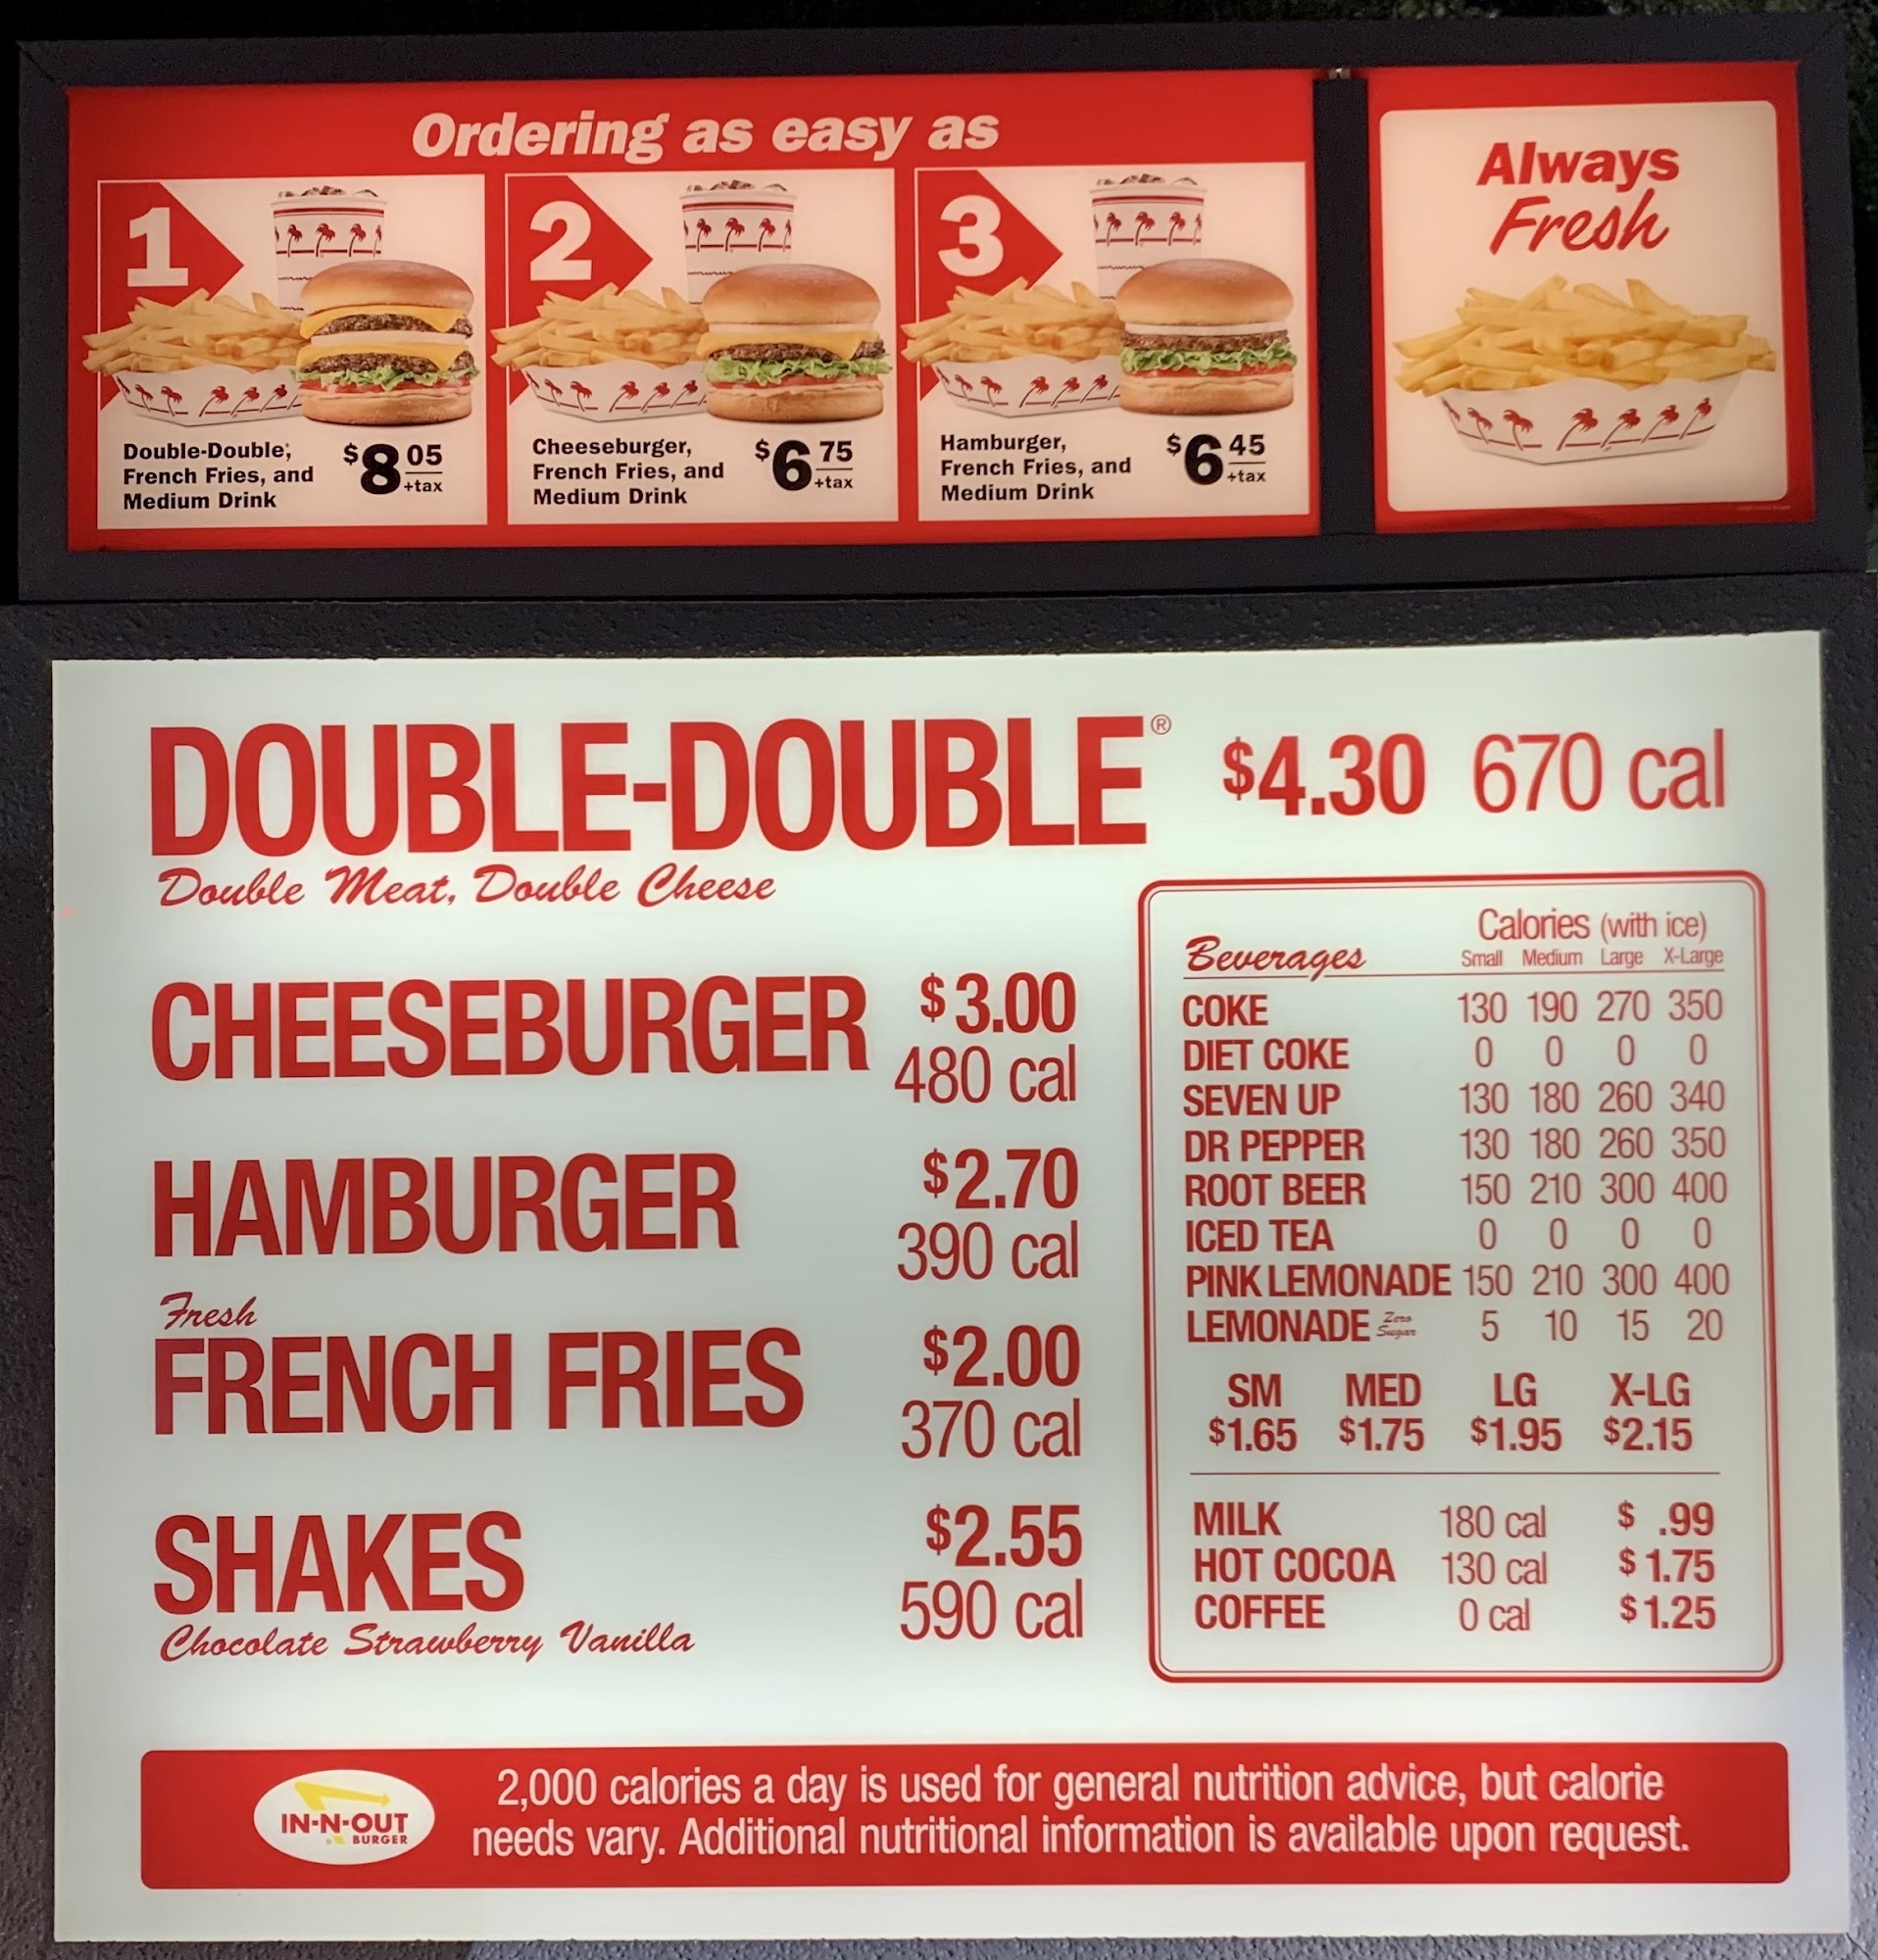 Ordering as easy as
1
Double-Double®,
French Fries, and
Medium Drink
$8 05
+tax
2
Cheeseburger,
French Fries, and
Medium Drink
$6 75
+tax
3
Hamburger,
French Fries, and
Medium Drink
$6 45
+tax
Always
Fresh
DOUBLE-DOUBLE® $4.30 670 cal
Double Meat, Double Cheese
CHEESEBURGER $3.00
480 cal
HAMBURGER $2.70
390 cal
Fresh
FRENCH FRIES $2.00
370 cal
SHAKES $2.55
590 cal
Chocolate Strawberry Vanilla
Calories (with ice)
Beverages Small Medium Large X-Large
COKE 130 190 270 350
DIET COKE 0 0 0 0
SEVEN UP 130 180 260 340
DR PEPPER 130 180 260 350
ROOT BEER 150 210 300 400
ICED TEA 0 0 0 0
PINK LEMONADE 150 210 300 400
LEMONADE Zero Sugar 5 10 15 20
SM MED LG X-LG
$1.65 $1.75 $1.95 $2.15
MILK 180 cal $ .99
HOT COCOA 130 cal $1.75
COFFEE 0 cal $1.25
IN-N-OUT
BURGER
2,000 calories a day is used for general nutrition advice, but calorie
needs vary. Additional nutritional information is available upon request.